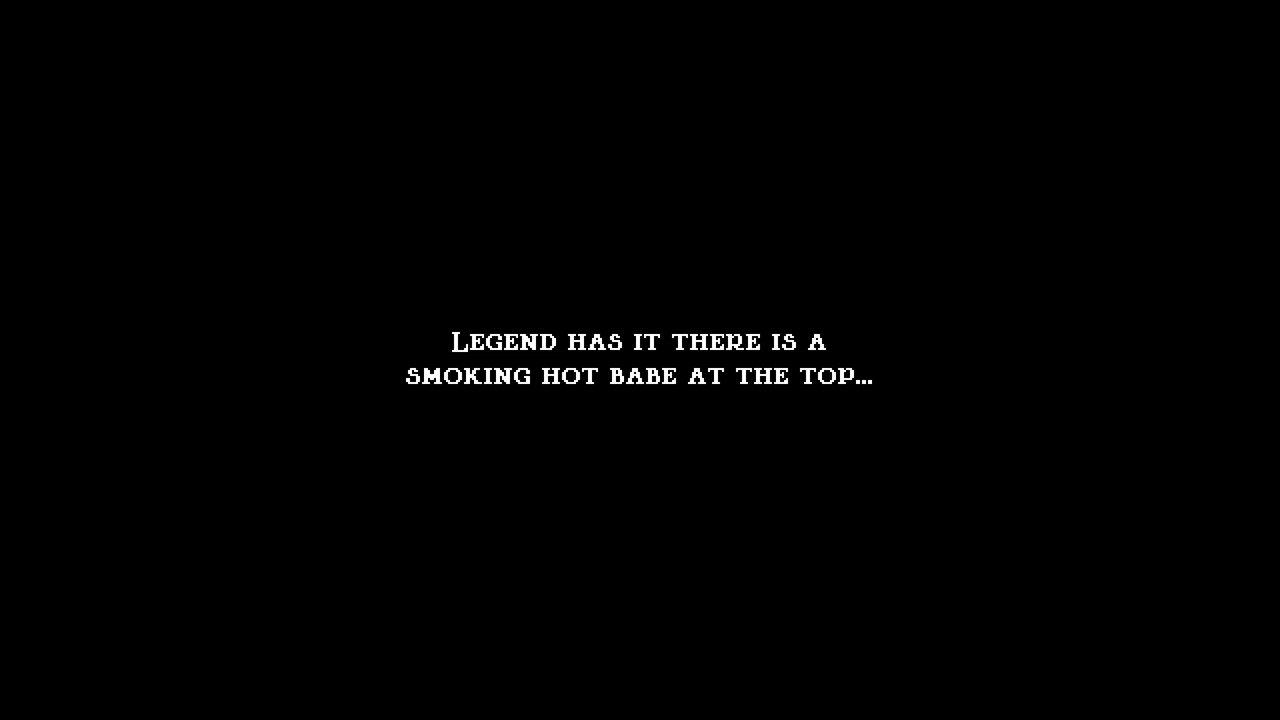 Legend has it there is a
smoking hot babe at the top...